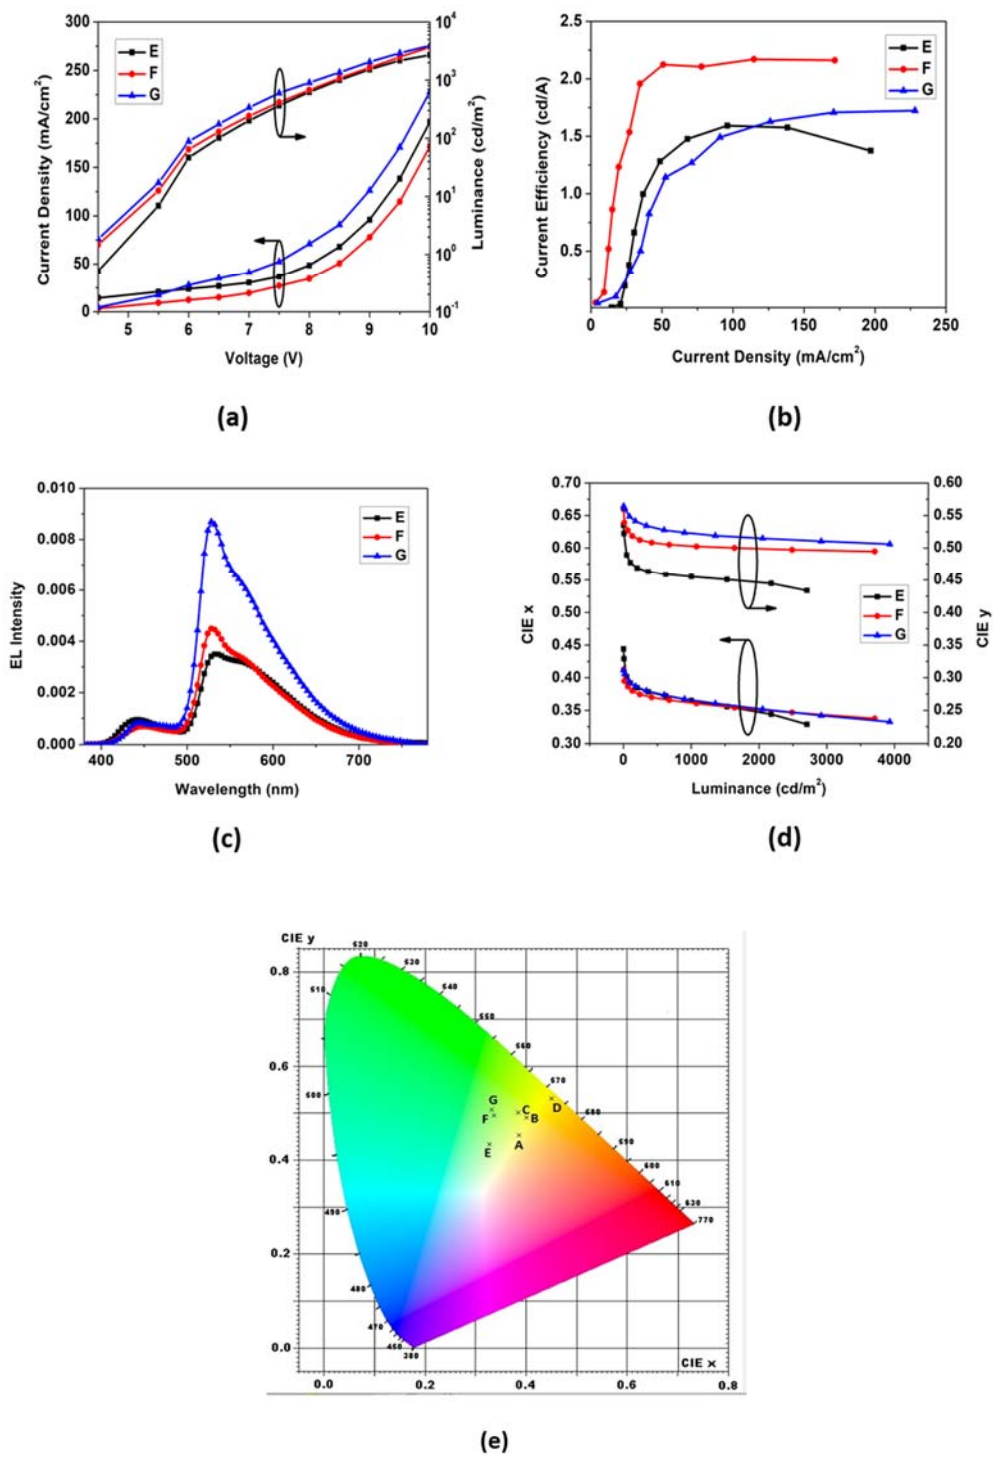 300
250
200
150
100
50
0
Current Density (mA/cm²)
E
F
G
10⁴
10³
10²
10¹
10⁰
10⁻¹
Luminance (cd/m²)
5 6 7 8 9 10
Voltage (V)
(a)
2.5
2.0
1.5
1.0
0.5
Current Efficiency (cd/A)
E
F
G
0 50 100 150 200 250
Current Density (mA/cm²)
(b)
0.010
0.008
0.006
0.004
0.002
0.000
EL Intensity
E
F
G
400 500 600 700
Wavelength (nm)
(c)
0.70
0.65
0.60
0.55
0.50
0.45
0.40
0.35
0.30
CIE x
E
F
G
0.60
0.55
0.50
0.45
0.40
0.35
0.30
0.25
0.20
CIE y
0 1000 2000 3000 4000
Luminance (cd/m²)
(d)
CIE y
0.8
0.6
0.4
0.2
0.0
520
530
510
540
550
560
500
570
G
C
D
F
B
580
A
E
590
600
610
630
490
770
480
470
450
380
CIE x
0.0 0.2 0.4 0.6 0.8
(e)